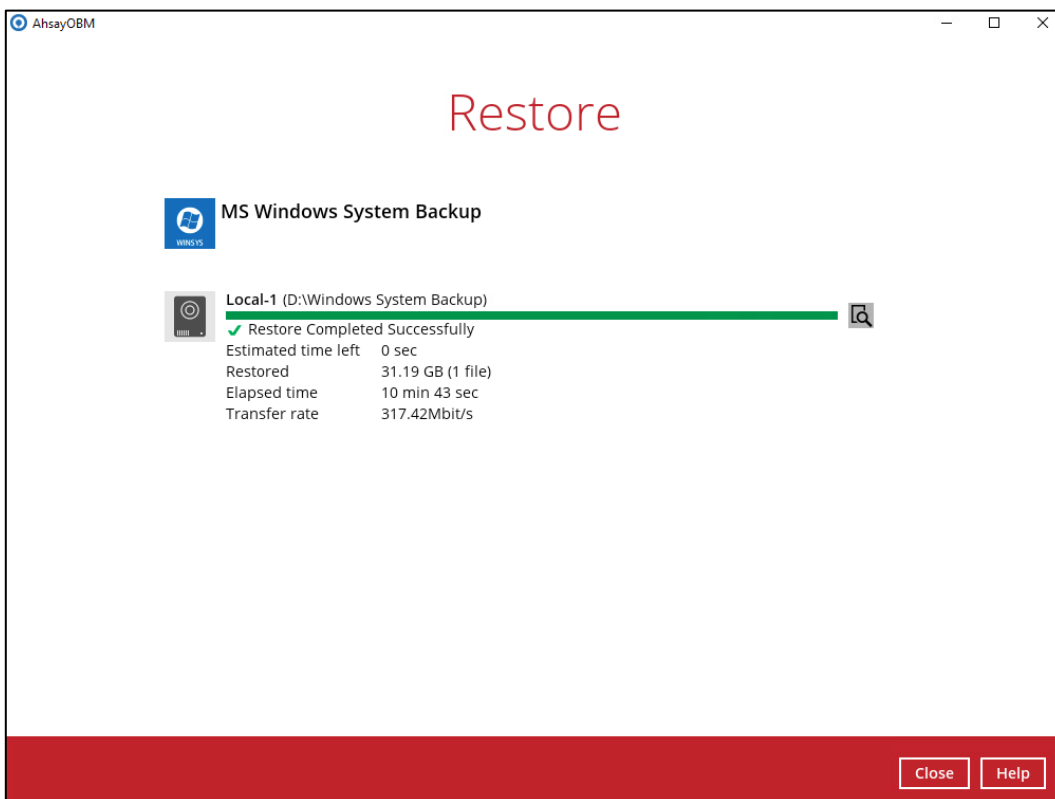 AhsayOBM
Restore
MS Windows System Backup
WINSYS
Local-1 (D:\Windows System Backup)
Restore Completed Successfully
Estimated time left 0 sec
Restored 31.19 GB (1 file)
Elapsed time 10 min 43 sec
Transfer rate 317.42Mbit/s
Close Help